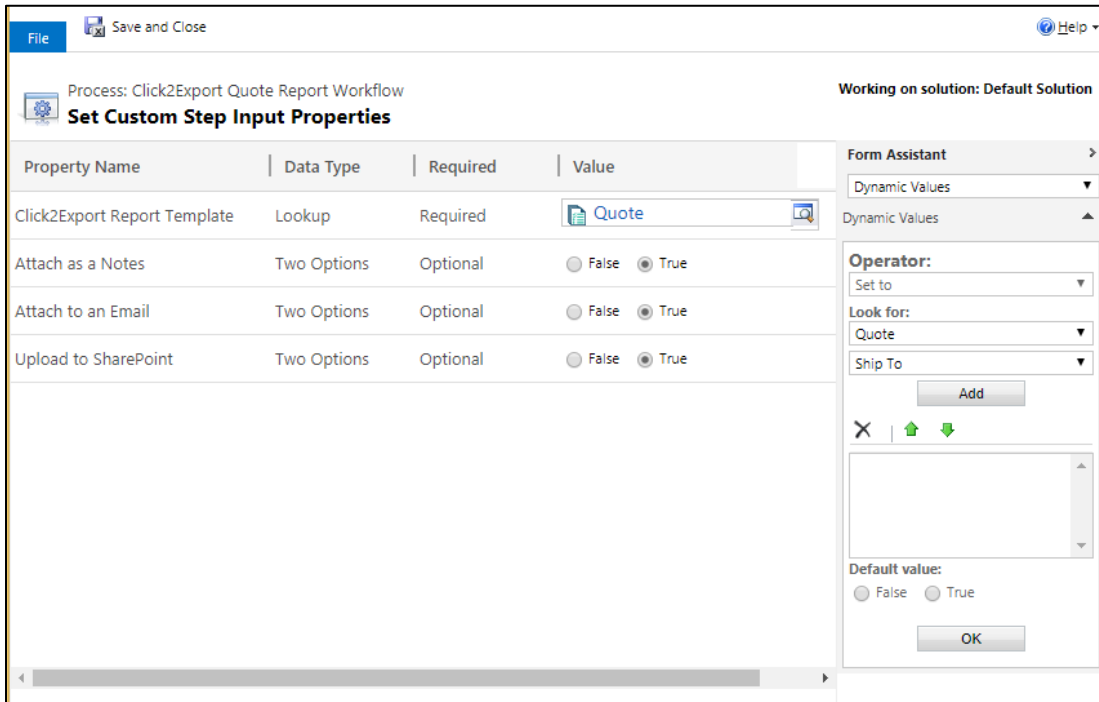 File
Save and Close
Help
Process: Click2Export Quote Report Workflow
Set Custom Step Input Properties
Working on solution: Default Solution
Property Name Data Type Required Value
Click2Export Report Template Lookup Required Quote
Attach as a Notes Two Options Optional False True
Attach to an Email Two Options Optional False True
Upload to SharePoint Two Options Optional False True
Form Assistant
Dynamic Values
Dynamic Values
Operator:
Set to
Look for:
Quote
Ship To
Add
Default value:
False True
OK